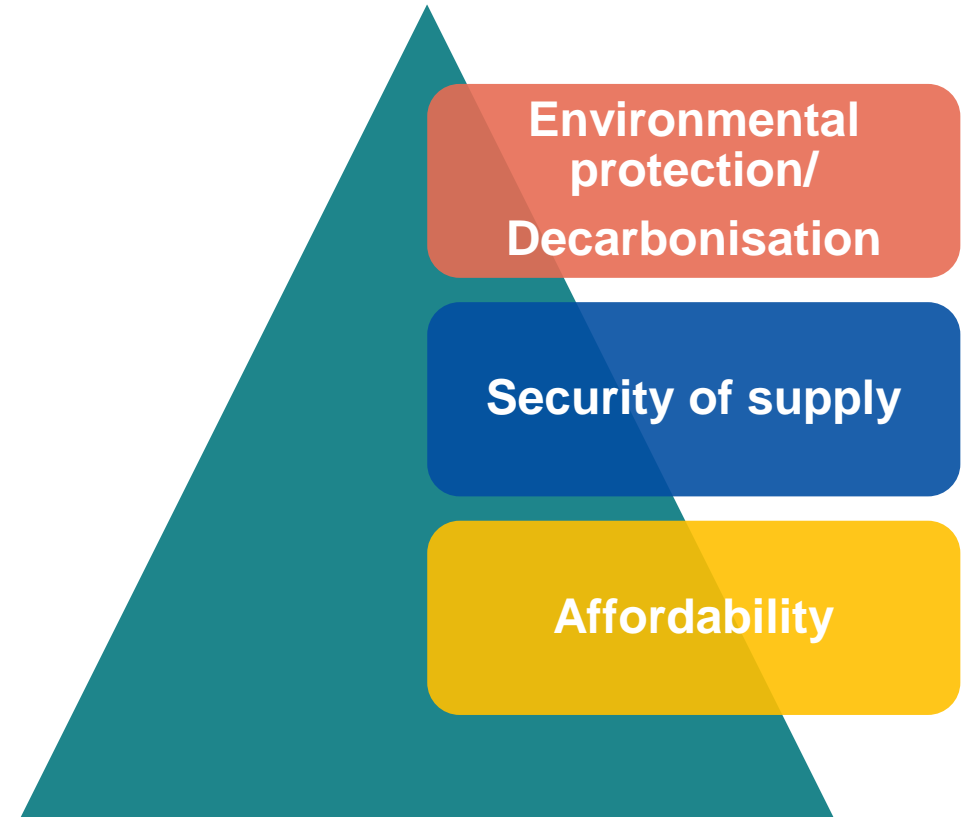 Environmental
protection/
Decarbonisation
Security of supply
Affordability